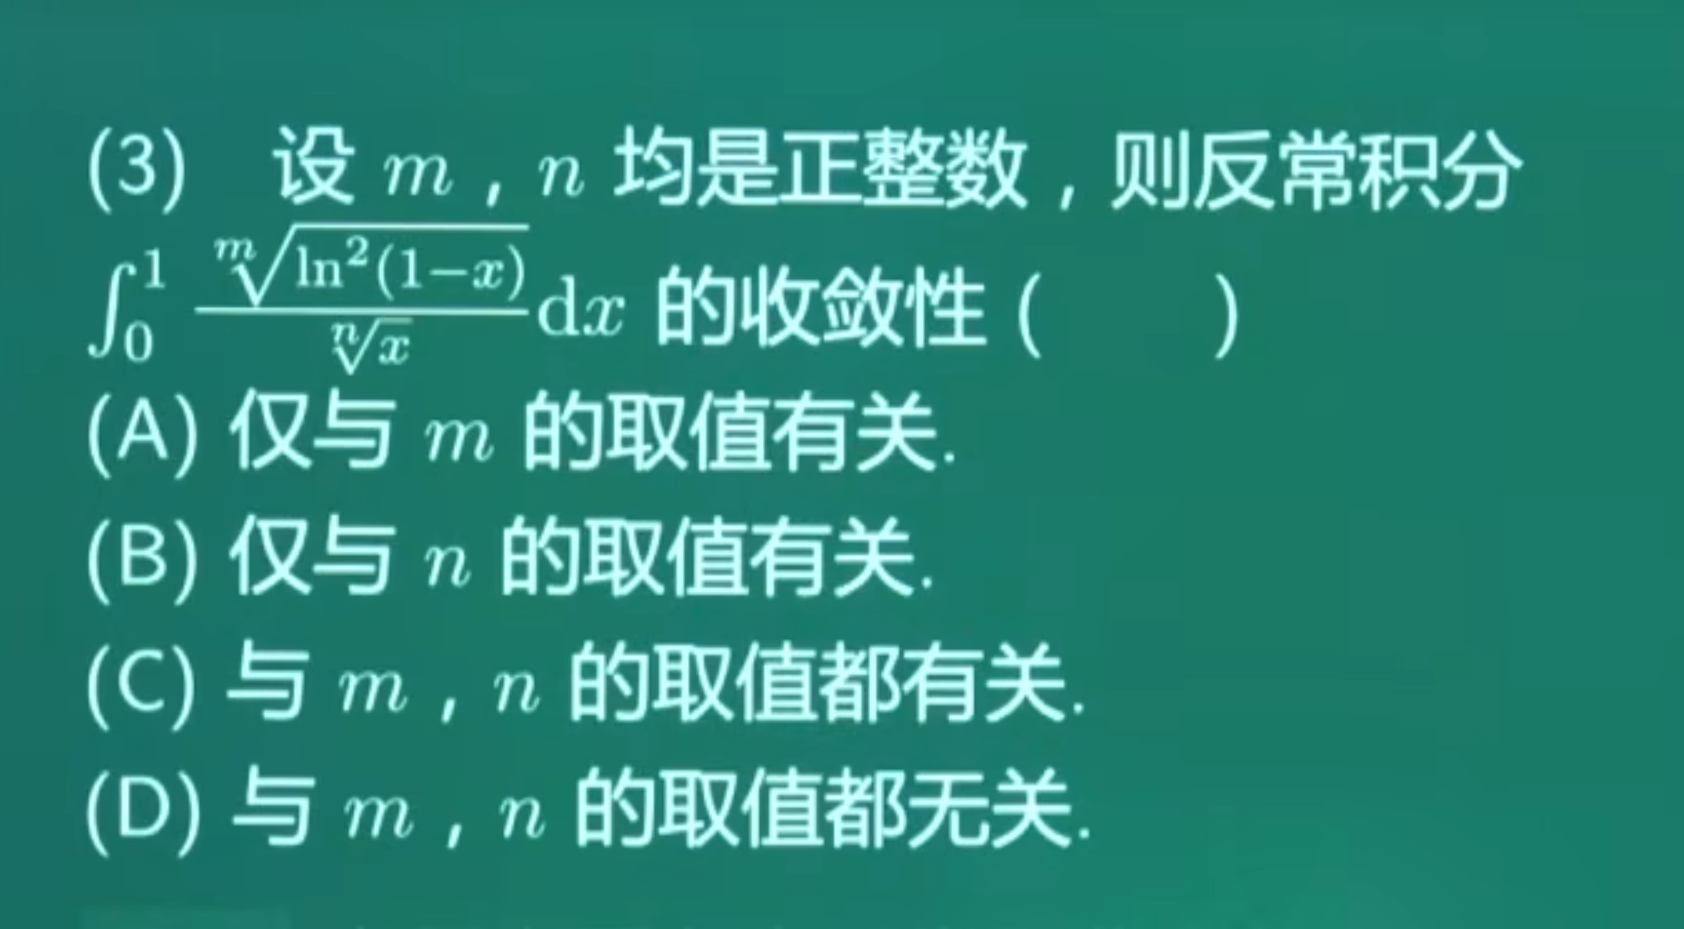 (3) 设 m，n 均是正整数，则反常积分
$\int_0^1 \frac{\sqrt[m]{\ln^2(1-x)}}{\sqrt[n]{x}} \mathrm{d}x$ 的收敛性 (  )
(A) 仅与 m 的取值有关.
(B) 仅与 n 的取值有关.
(C) 与 m，n 的取值都有关.
(D) 与 m，n 的取值都无关.